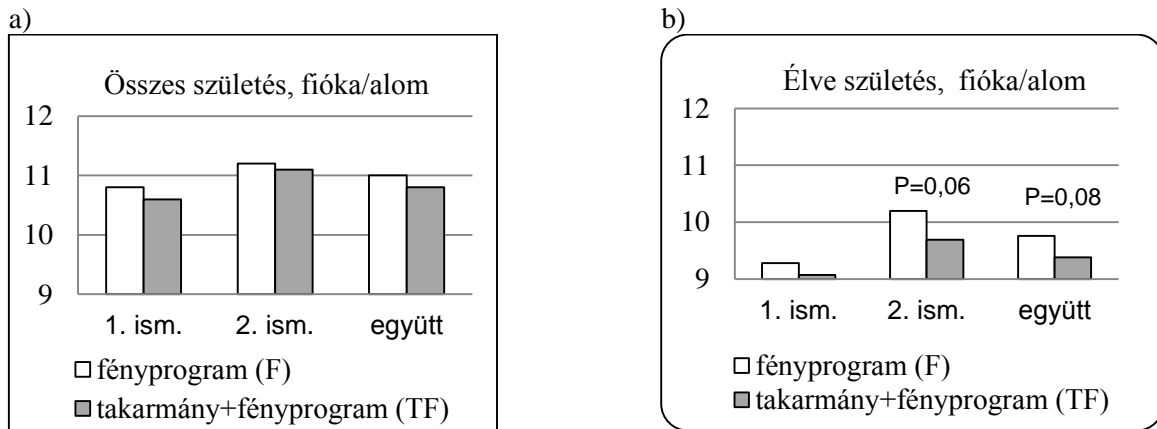 a)
Összes születés, fióka/alom
12
11
10
9
1. ism. 2. ism. együtt
fényprogram (F)
takarmány+fényprogram (TF)
b)
Élve születés, fióka/alom
12
11
P=0,06 P=0,08
10
9
1. ism. 2. ism. együtt
fényprogram (F)
takarmány+fényprogram (TF)